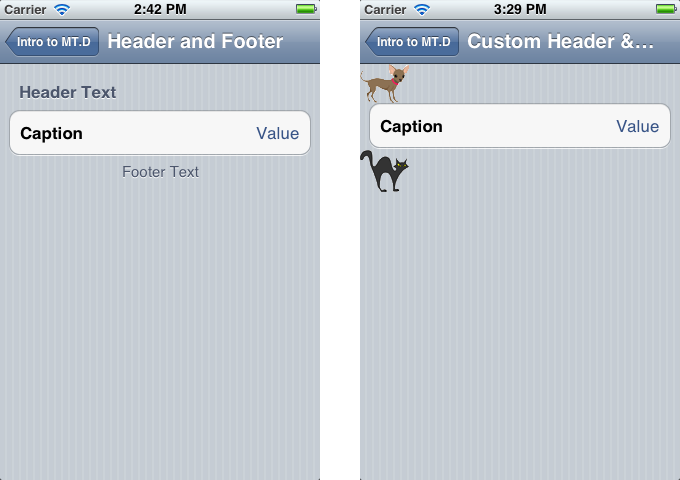 Carrier 2:42 PM
Intro to MT.D Header and Footer
Header Text
Caption Value
Footer Text
Carrier 3:29 PM
Intro to MT.D Custom Header &...
Caption Value